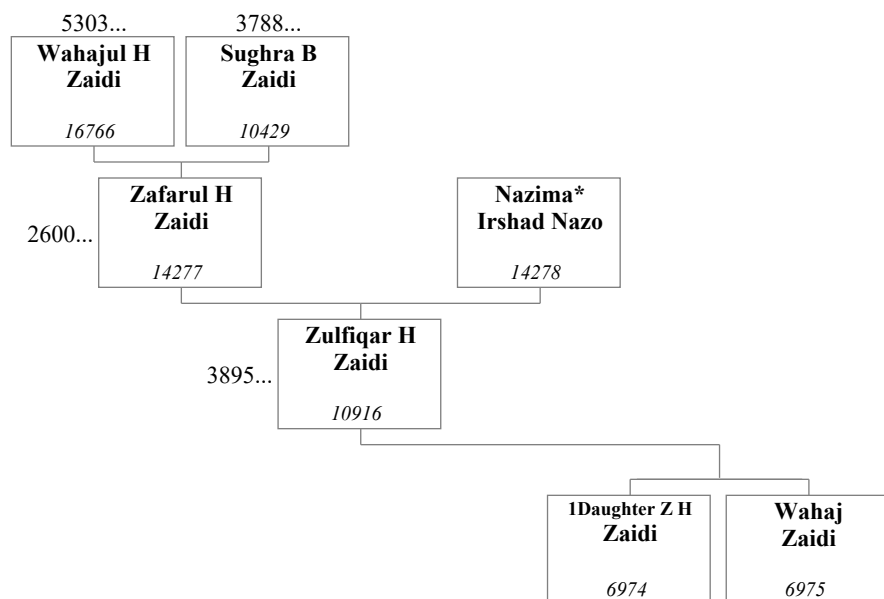 5303...
3788...
Wahajul H
Zaidi
16766
Sughra B
Zaidi
10429
2600...
Zafarul H
Zaidi
14277
Nazima*
Irshad Nazo
14278
3895...
Zulfiqar H
Zaidi
10916
1Daughter Z H
Zaidi
6974
Wahaj
Zaidi
6975